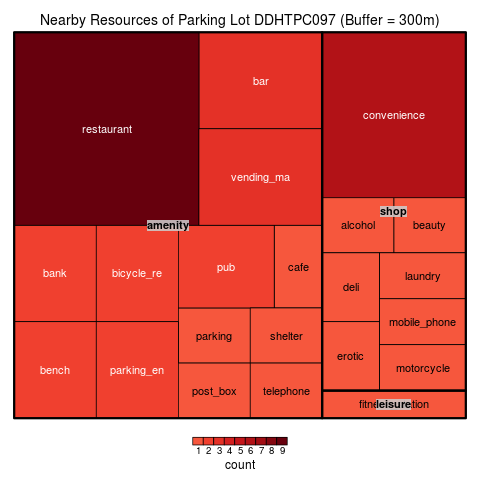 Nearby Resources of Parking Lot DDHTPC097 (Buffer = 300m)
restaurant
bar
convenience
vending_ma
amenity
shop
alcohol
beauty
bank
bicycle_re
pub
cafe
deli
laundry
mobile_phone
parking
shelter
erotic
motorcycle
bench
parking_en
post_box
telephone
leisure
1 2 3 4 5 6 7 8 9
count